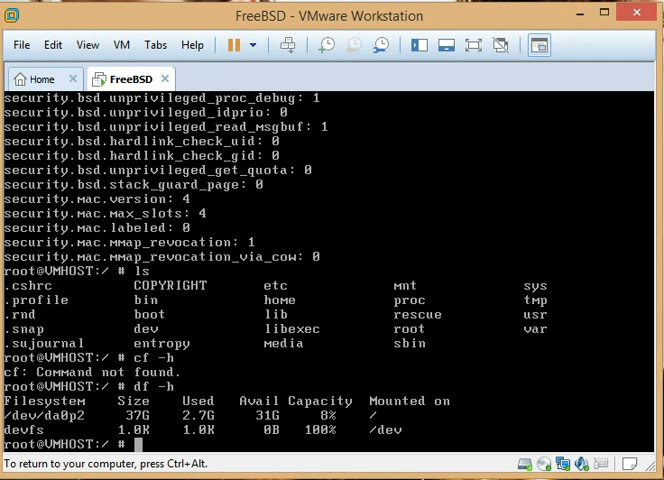 FreeBSD - VMware Workstation
File Edit View VM Tabs Help
Home FreeBSD
security.bsd.unprivileged_proc_debug: 1
security.bsd.unprivileged_idprio: 0
security.bsd.unprivileged_read_msgbuf: 1
security.bsd.hardlink_check_uid: 0
security.bsd.hardlink_check_gid: 0
security.bsd.unprivileged_get_quota: 0
security.bsd.stack_guard_page: 0
security.mac.version: 4
security.mac.max_slots: 4
security.mac.labeled: 0
security.mac.mmap_revocation: 1
security.mac.mmap_revocation_via_cow: 0
root@VMHOST:/ # ls
.cshrc COPYRIGHT etc mnt sys
.profile bin home proc tmp
.rnd boot lib rescue usr
.snap dev libexec root var
.sujournal entropy media sbin
root@VMHOST:/ # cf -h
cf: Command not found.
root@VMHOST:/ # df -h
Filesystem Size Used Avail Capacity Mounted on
/dev/da0p2 37G 2.7G 31G 8% /
devfs 1.0K 1.0K 0B 100% /dev
root@VMHOST:/ #
To return to your computer, press Ctrl+Alt.